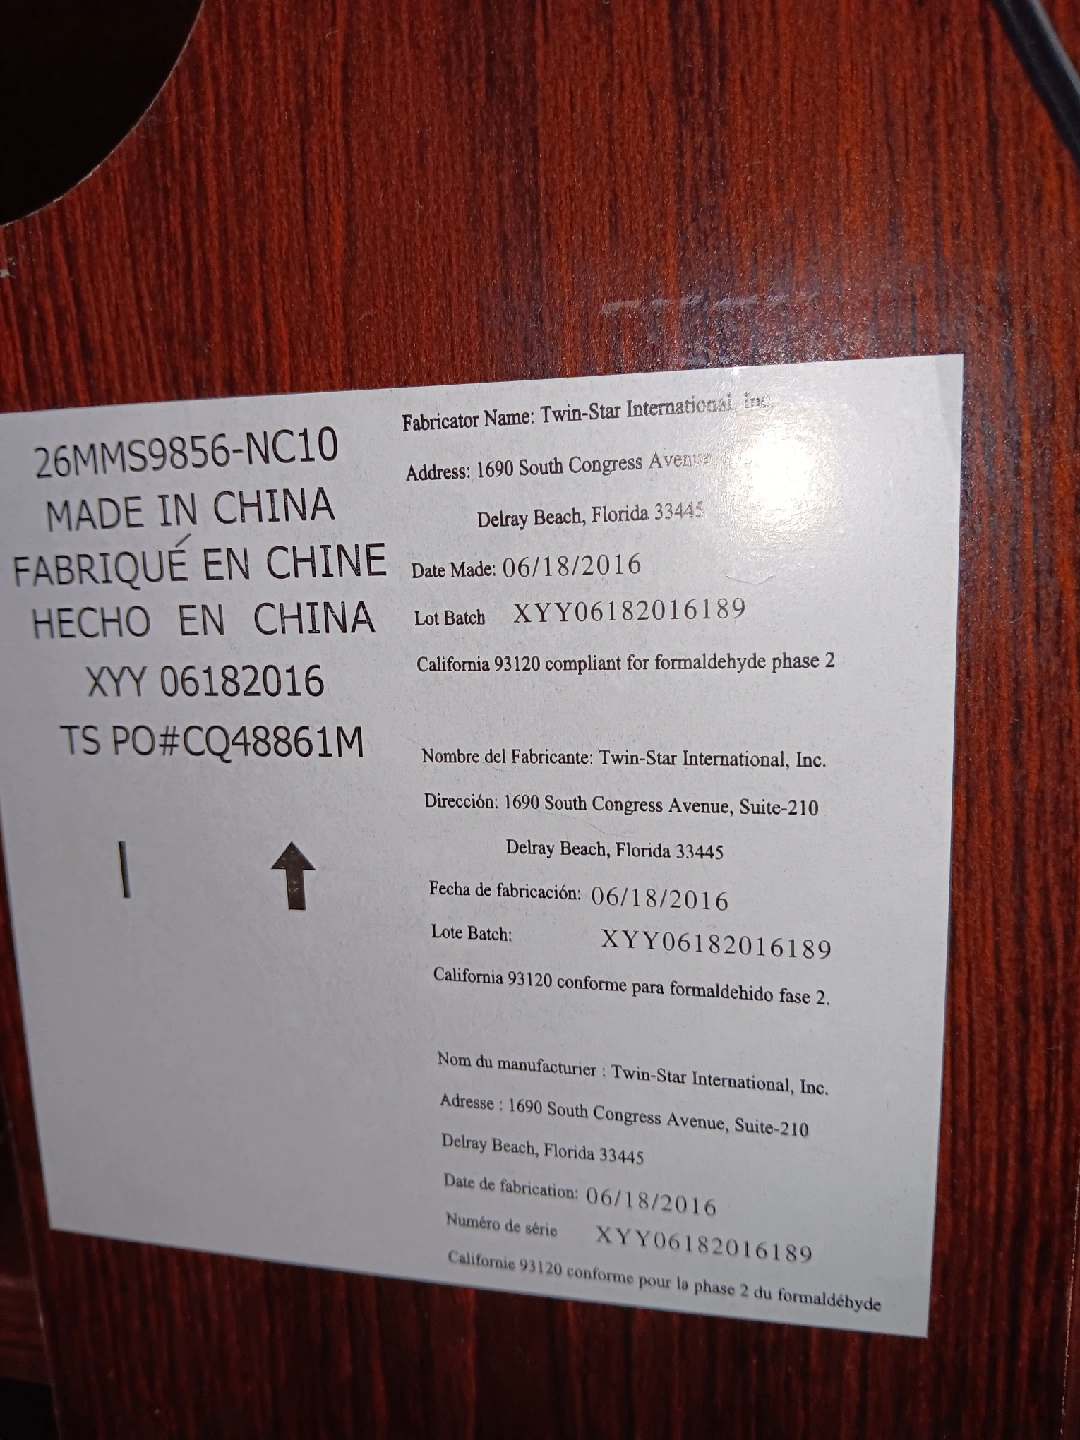 26MMS9856-NC10
MADE IN CHINA
FABRIQUÉ EN CHINE
HECHO EN CHINA
XYY 06182016
TS PO#CQ48861M
Fabricator Name: Twin-Star International, Inc.
Address: 1690 South Congress Avenue
Delray Beach, Florida 33445
Date Made: 06/18/2016
Lot Batch XYY06182016189
California 93120 compliant for formaldehyde phase 2
Nombre del Fabricante: Twin-Star International, Inc.
Dirección: 1690 South Congress Avenue, Suite-210
Delray Beach, Florida 33445
Fecha de fabricación: 06/18/2016
Lote Batch: XYY06182016189
California 93120 conforme para formaldehido fase 2.
Nom du manufacturier : Twin-Star International, Inc.
Adresse : 1690 South Congress Avenue, Suite-210
Delray Beach, Florida 33445
Date de fabrication: 06/18/2016
Numéro de série XYY06182016189
Californie 93120 conforme pour la phase 2 du formaldéhyde